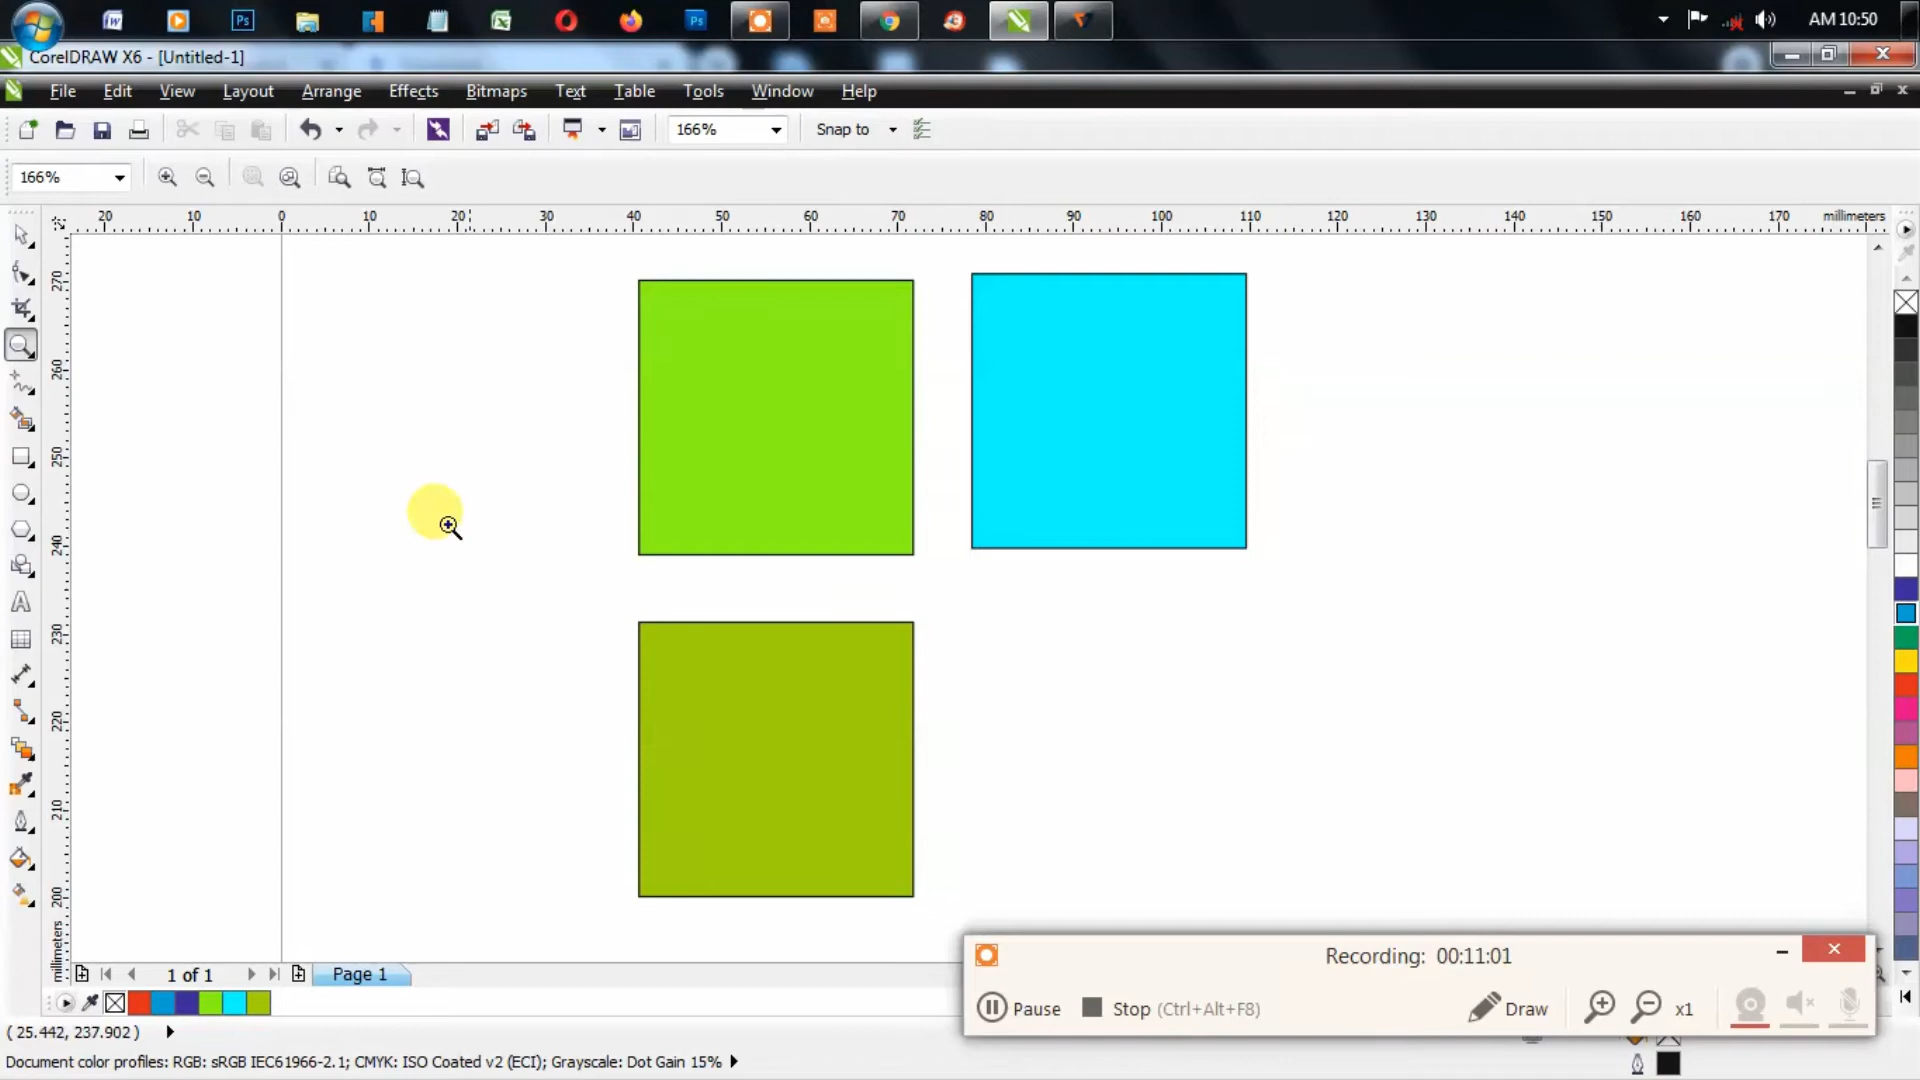 AM 10:50
CorelDRAW X6 - [Untitled-1]
File Edit View Layout Arrange Effects Bitmaps Text Table Tools Window Help
166% Snap to
166%
20 10 0 10 20 30 40 50 60 70 80 90 100 110 120 130 140 150 160 170 millimeters
270
260
250
240
230
220
210
200
millimeters
1 of 1 Page 1
Recording: 00:11:01
Pause Stop (Ctrl+Alt+F8) Draw x1
( 25.442, 237.902 )
Document color profiles: RGB: sRGB IEC61966-2.1; CMYK: ISO Coated v2 (ECI); Grayscale: Dot Gain 15%